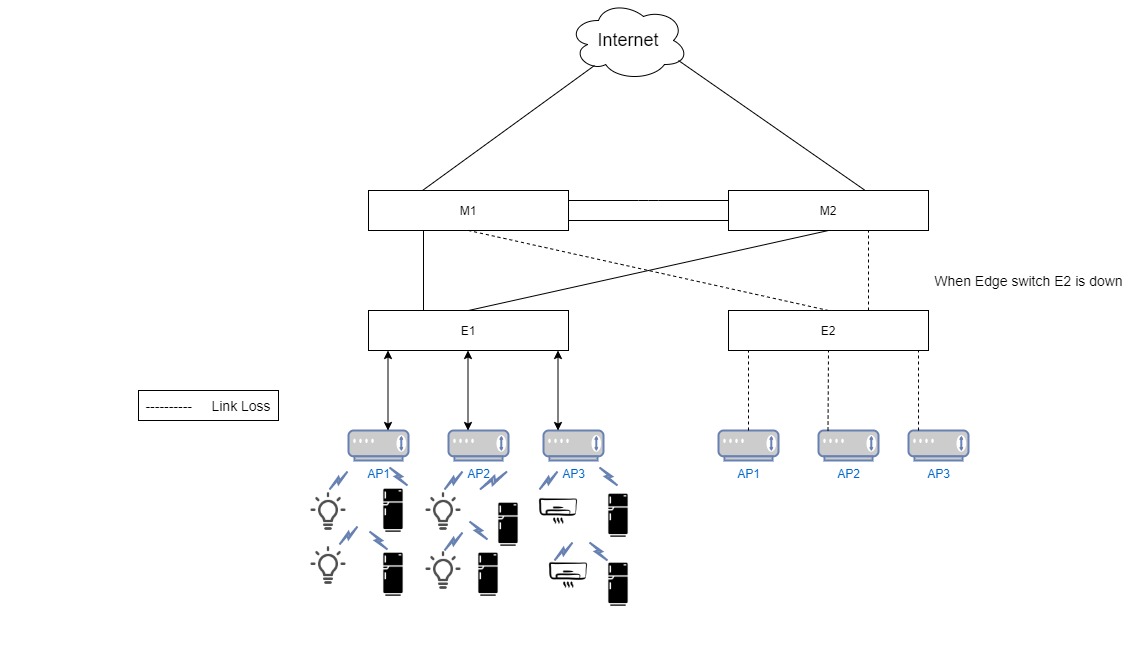 Internet
M1
M2
When Edge switch E2 is down
E1
E2
---------- Link Loss
AP1
AP2
AP3
AP1
AP2
AP3